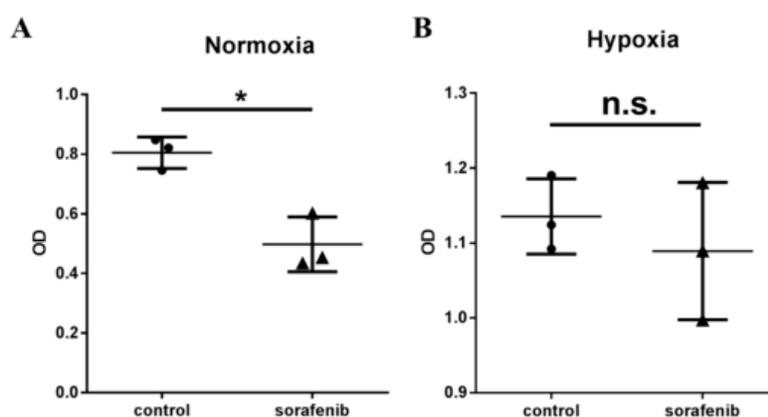 A
Normoxia
*
1.0
0.8
0.6
0.4
0.2
0.0
OD
control
sorafenib
B
Hypoxia
n.s.
1.3
1.2
1.1
1.0
0.9
OD
control
sorafenib